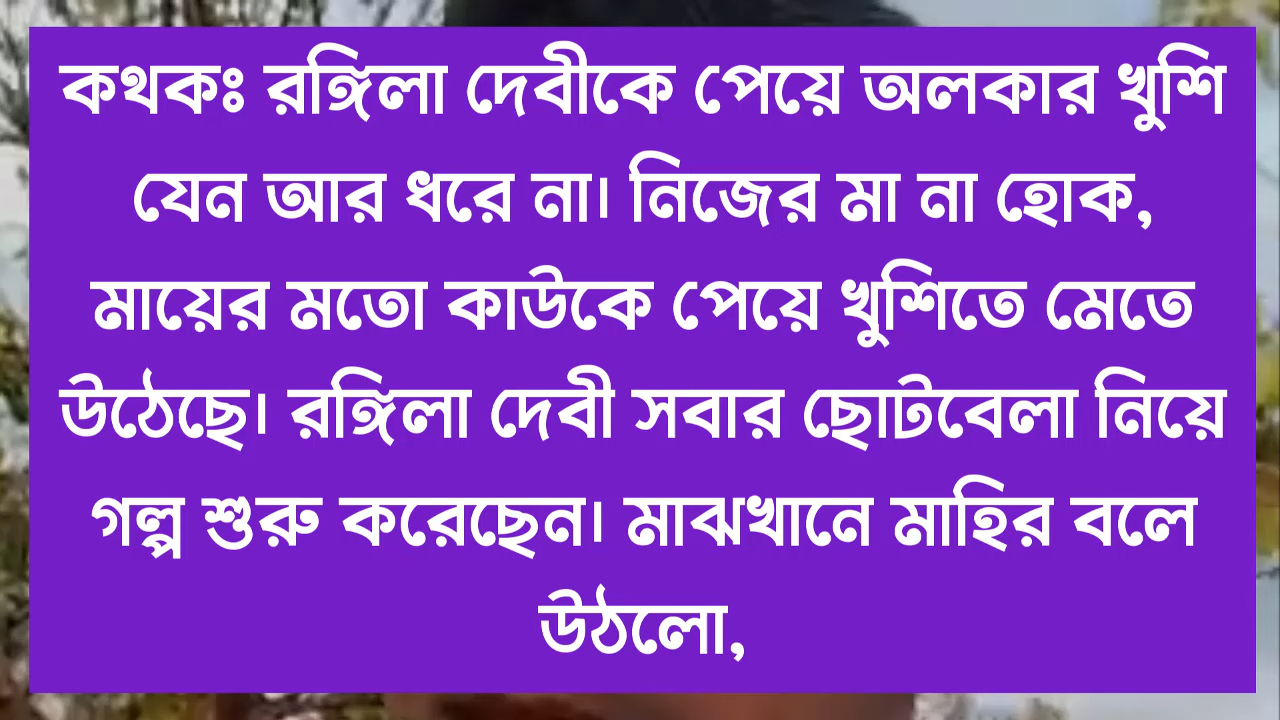 কথকঃ রঙ্গিলা দেবীকে পেয়ে অলকার খুশি
যেন আর ধরে না। নিজের মা না হোক,
মায়ের মতো কাউকে পেয়ে খুশিতে মেতে
উঠেছে। রঙ্গিলা দেবী সবার ছোটবেলা নিয়ে
গল্প শুরু করেছেন। মাঝখানে মাহির বলে
উঠলো,